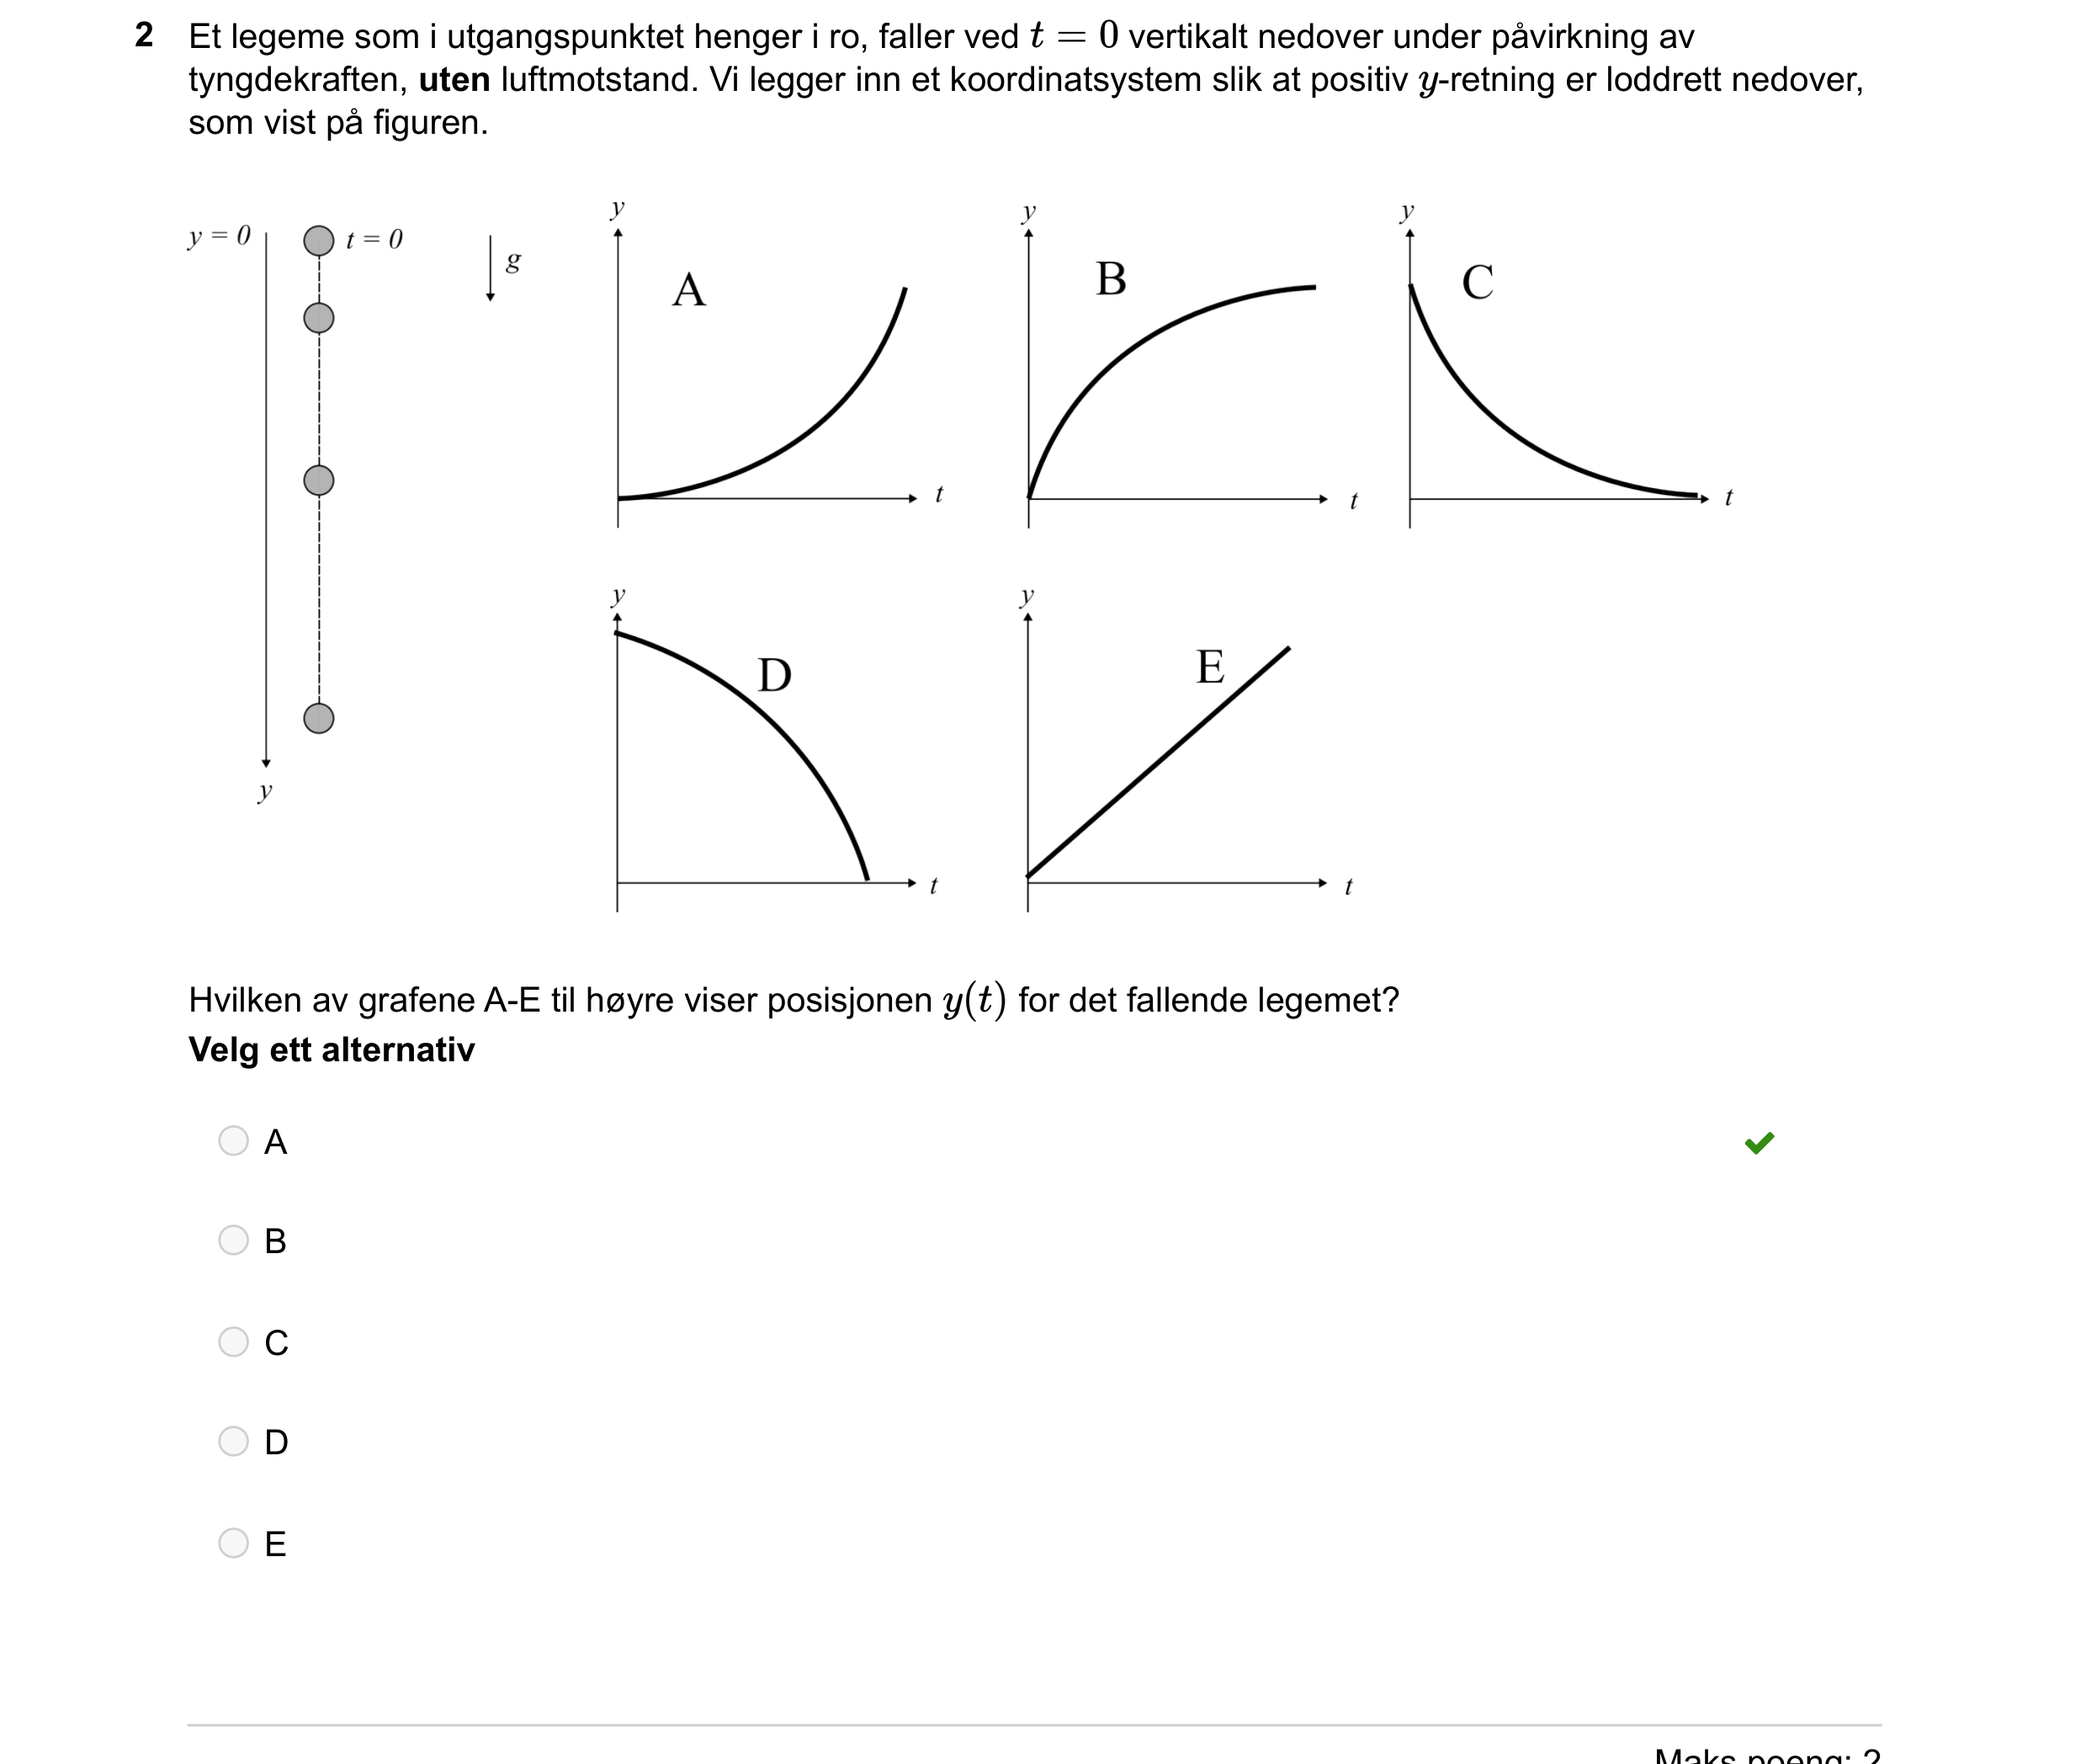 2 Et legeme som i utgangspunktet henger i ro, faller ved t = 0 vertikalt nedover under påvirkning av
tyngdekraften, uten luftmotstand. Vi legger inn et koordinatsystem slik at positiv y-retning er loddrett nedover,
som vist på figuren.
y = 0
t = 0
g
y
y
A
t
y
B
t
y
C
t
y
D
t
y
E
t
Hvilken av grafene A-E til høyre viser posisjonen y(t) for det fallende legemet?
Velg ett alternativ
A
B
C
D
E
Maks poeng: 2